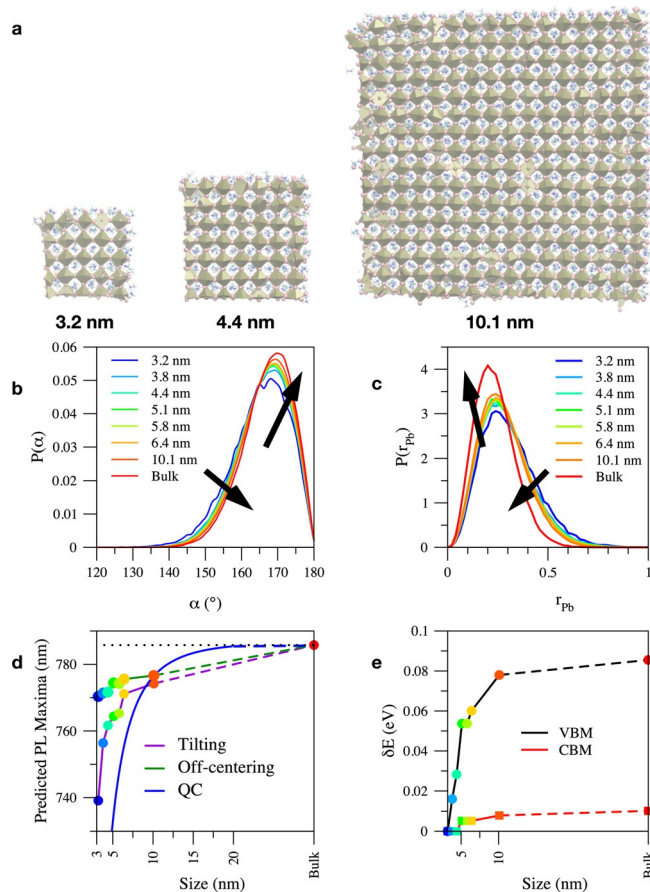 a
3.2 nm
4.4 nm
10.1 nm
b
0.06
0.05
0.04
0.03
0.02
0.01
0
P(α)
3.2 nm
3.8 nm
4.4 nm
5.1 nm
5.8 nm
6.4 nm
10.1 nm
Bulk
120 130 140 150 160 170 180
α (°)
c
4
3
2
1
0
P(rPb)
3.2 nm
3.8 nm
4.4 nm
5.1 nm
5.8 nm
6.4 nm
10.1 nm
Bulk
0 0.5 1
rPb
d
780
760
740
Predicted PL Maxima (nm)
Tilting
Off-centering
QC
3 5 10 15 20 Bulk
Size (nm)
e
0.1
0.08
0.06
0.04
0.02
0
δE (eV)
VBM
CBM
5 10 Bulk
Size (nm)